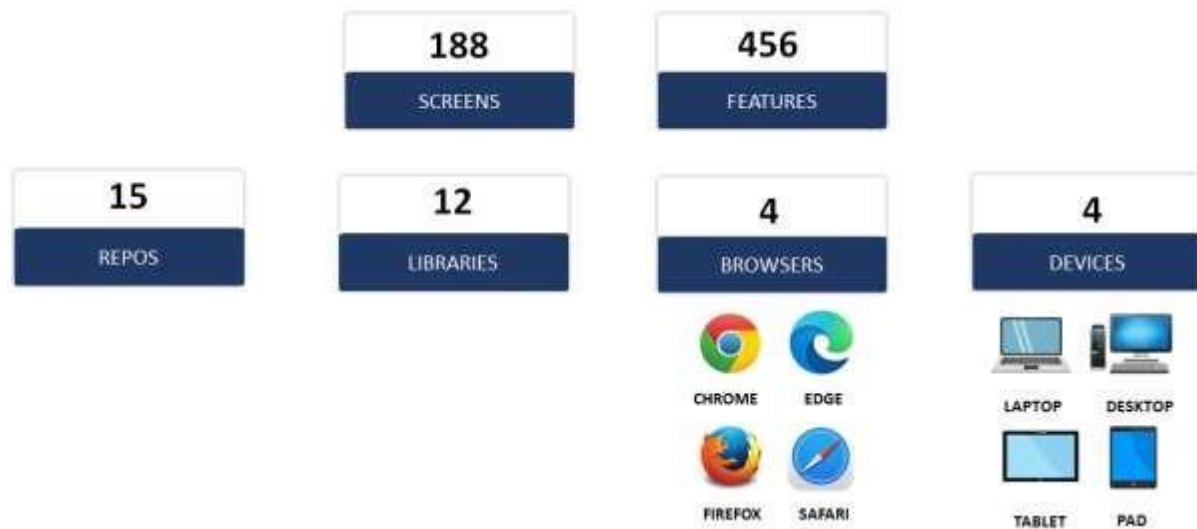 188
SCREENS
456
FEATURES
15
REPOS
12
LIBRARIES
4
BROWSERS
4
DEVICES
CHROME
EDGE
FIREFOX
SAFARI
LAPTOP
DESKTOP
TABLET
PAD